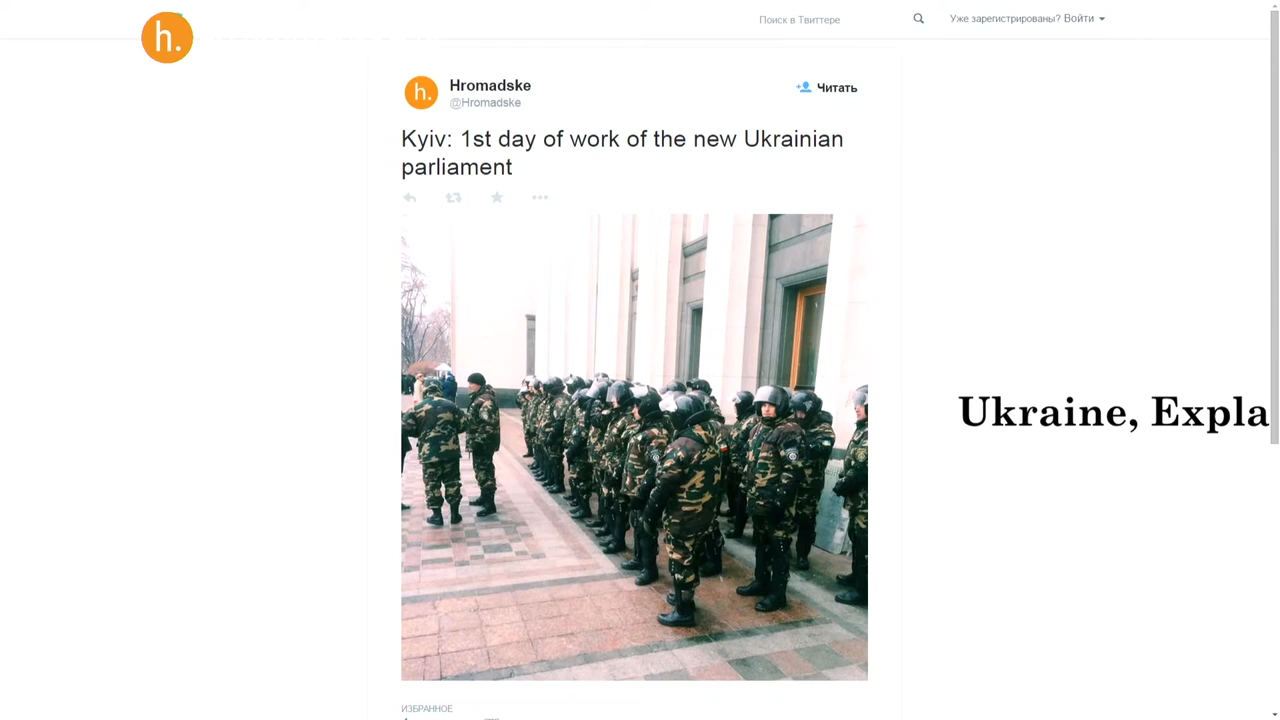 h.
Поиск в Твиттере
Уже зарегистрированы? Войти
h.
Hromadske
@Hromadske
Читать
Kyiv: 1st day of work of the new Ukrainian
parliament
Ukraine, Expla
ИЗБРАННОЕ